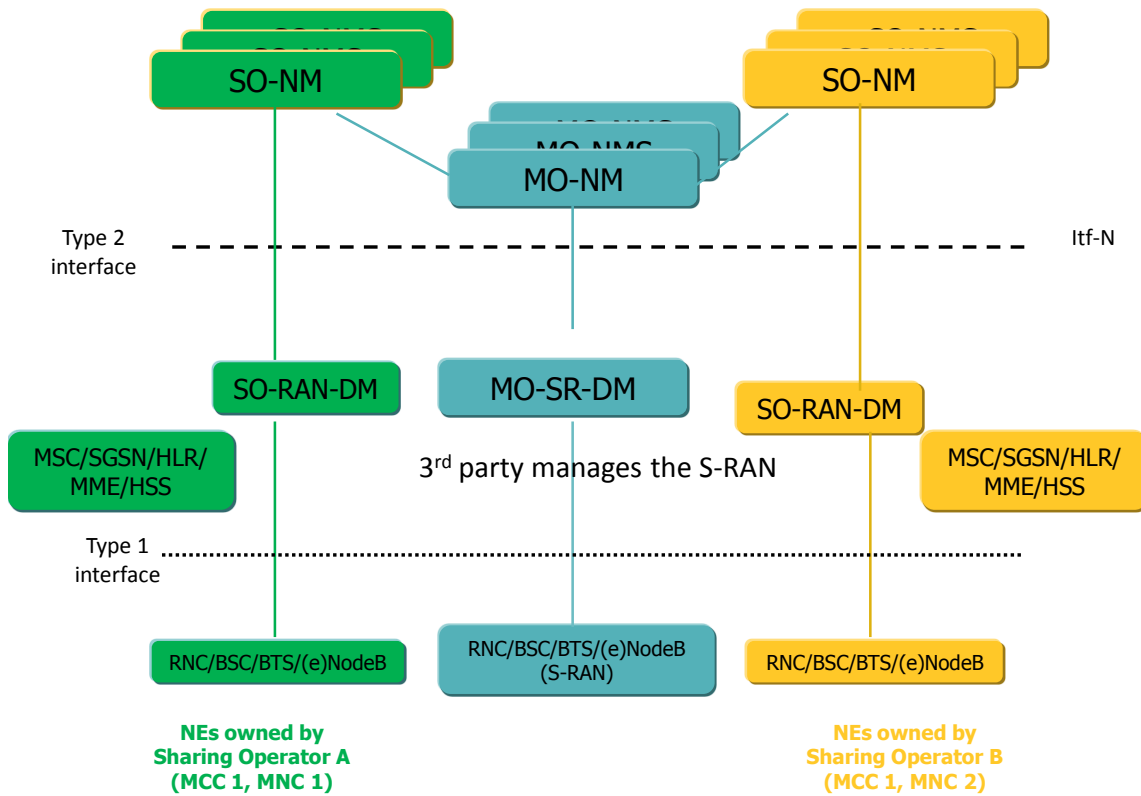 SO-NM
SO-NM
MO-NMS
MO-NM
Type 2
interface
Itf-N
SO-RAN-DM
MO-SR-DM
SO-RAN-DM
MSC/SGSN/HLR/
MME/HSS
3rd party manages the S-RAN
MSC/SGSN/HLR/
MME/HSS
Type 1
interface
RNC/BSC/BTS/(e)NodeB
RNC/BSC/BTS/(e)NodeB
(S-RAN)
RNC/BSC/BTS/(e)NodeB
NEs owned by
Sharing Operator A
(MCC 1, MNC 1)
NEs owned by
Sharing Operator B
(MCC 1, MNC 2)